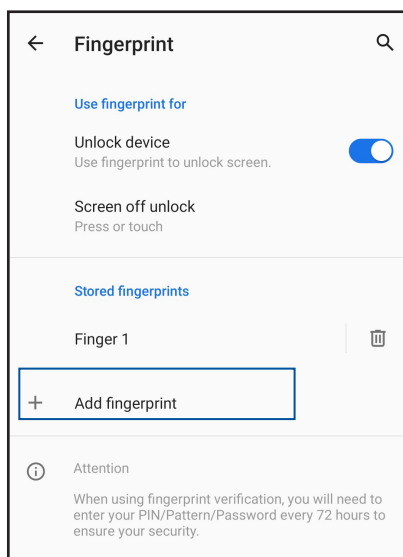 Fingerprint
Use fingerprint for
Unlock device
Use fingerprint to unlock screen.
Screen off unlock
Press or touch
Stored fingerprints
Finger 1
Add fingerprint
Attention
When using fingerprint verification, you will need to
enter your PIN/Pattern/Password every 72 hours to
ensure your security.